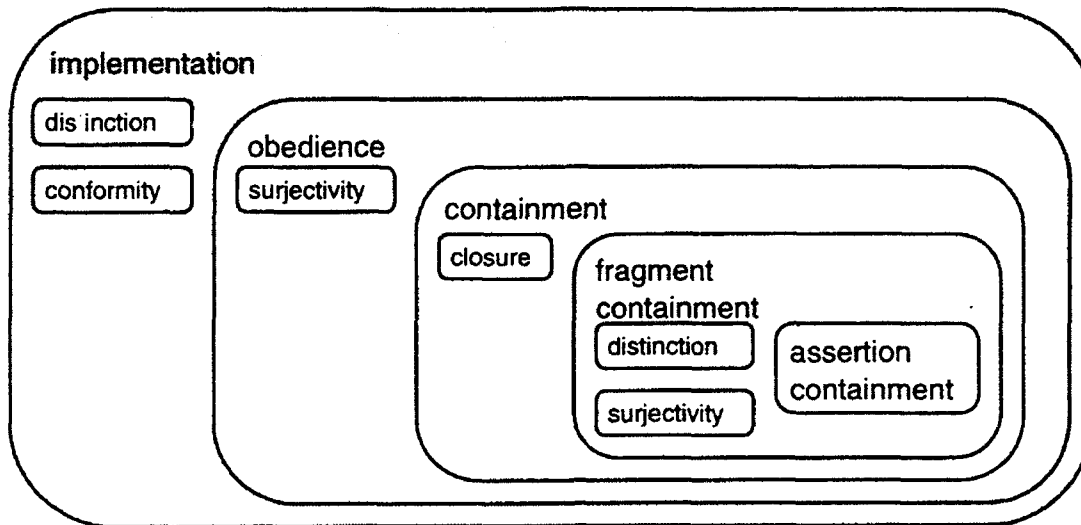 implementation
dis inction
conformity
obedience
surjectivity
containment
closure
fragment
containment
distinction
surjectivity
assertion
containment